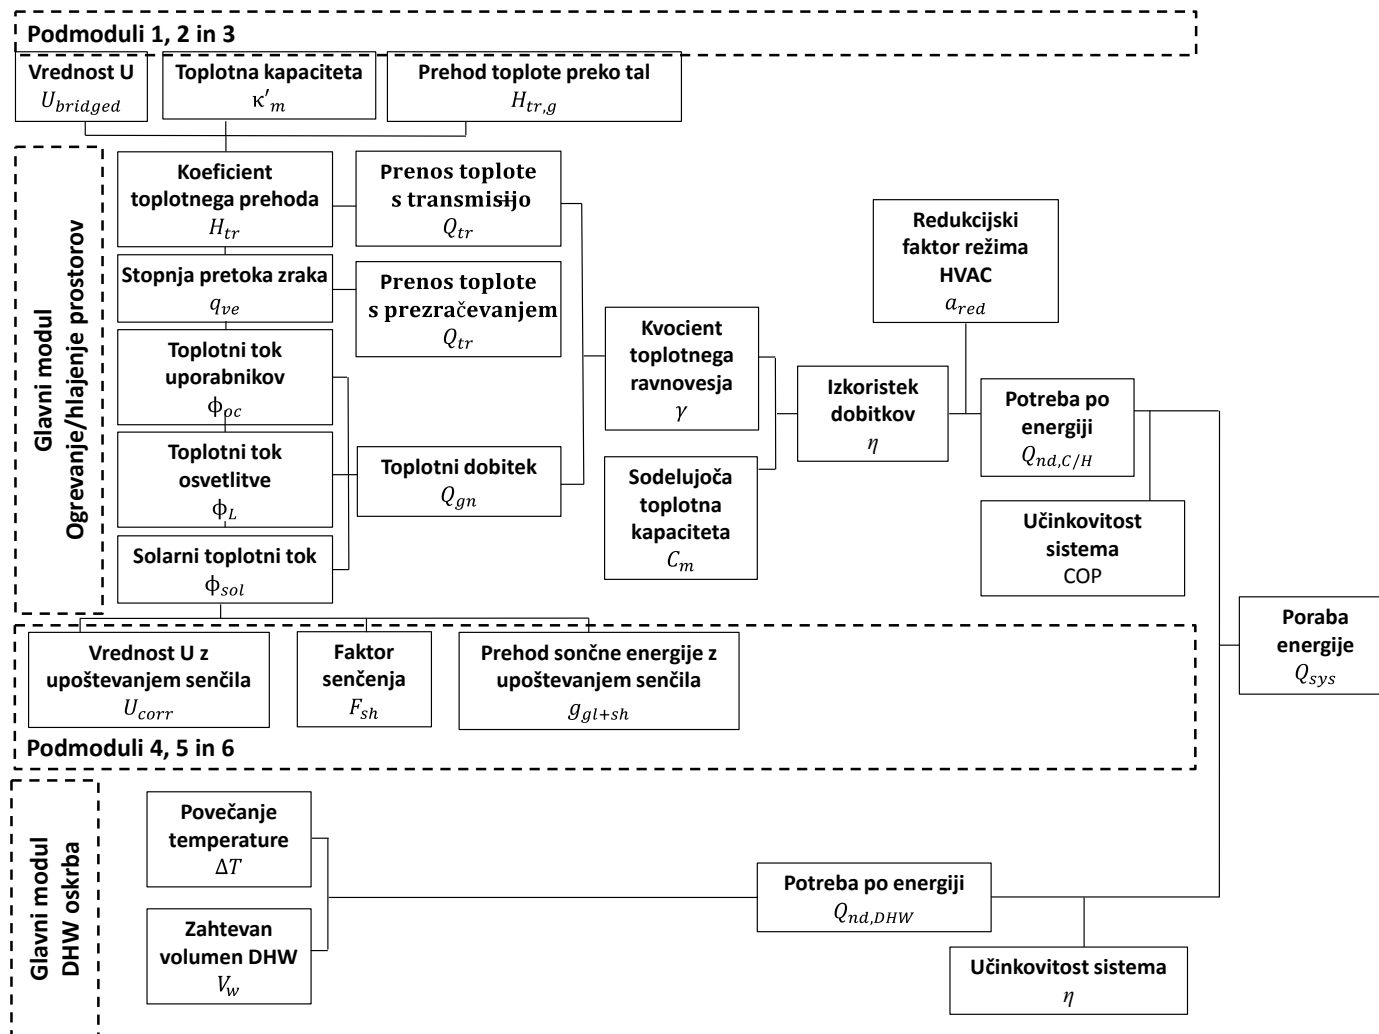 Podmoduli 1, 2 in 3
Vrednost U
U_bridged
Toplotna kapaciteta
κ′_m
Prehod toplote preko tal
H_tr,g
Glavni modul
Ogrevanje/hlajenje prostorov
Koeficient
toplotnega prehoda
H_tr
Stopnja pretoka zraka
q_ve
Toplotni tok
uporabnikov
ϕ_oc
Toplotni tok
osvetlitve
ϕ_L
Solarni toplotni tok
ϕ_sol
Prenos toplote
s transmisijo
Q_tr
Prenos toplote
s prezračevanjem
Q_tr
Toplotni dobitek
Q_gn
Kvocient
toplotnega
ravnovesja
γ
Sodelujoča
toplotna
kapaciteta
C_m
Izkoristek
dobitkov
η
Redukcijski
faktor režima
HVAC
a_red
Potreba po
energiji
Q_nd,C/H
Učinkovitost
sistema
COP
Poraba
energije
Q_sys
Vrednost U z
upoštevanjem senčila
U_corr
Faktor
senčenja
F_sh
Prehod sončne energije z
upoštevanjem senčila
g_gl+sh
Podmoduli 4, 5 in 6
Glavni modul
DHW oskrba
Povečanje
temperature
ΔT
Zahtevan
volumen DHW
V_w
Potreba po energiji
Q_nd,DHW
Učinkovitost sistema
η